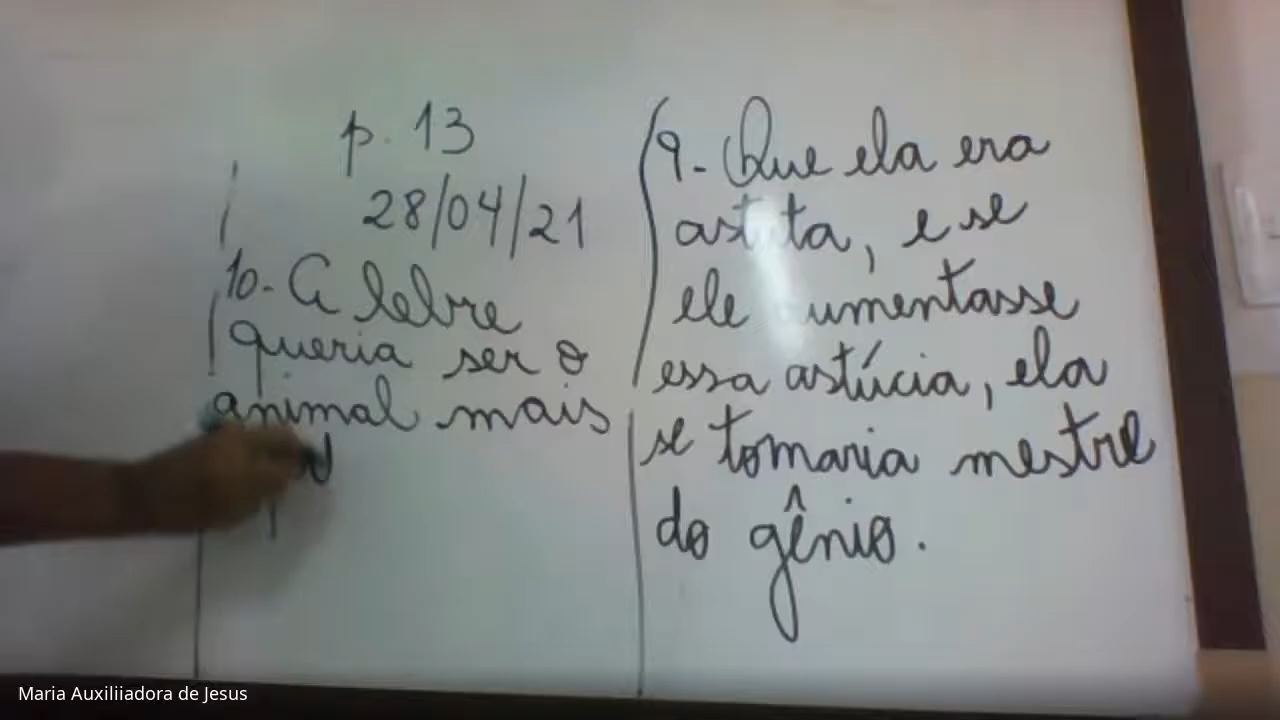 p. 13
28/04/21
10- A lebre
queria ser o
animal mais
9- Que ela era
astuta, e se
ele aumentasse
essa astúcia, ela
se tornaria mestre
do gênio.
Maria Auxiliiadora de Jesus